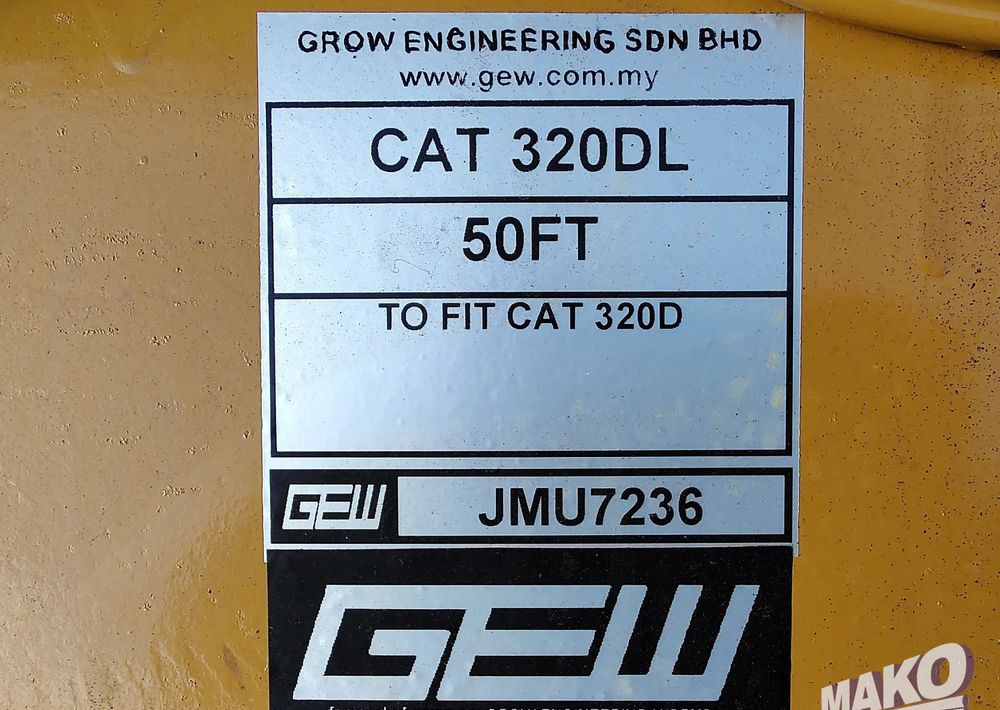 GROW ENGINEERING SDN BHD
www.gew.com.my
CAT 320DL
50FT
TO FIT CAT 320D
GEW
JMU7236
GEW
MAKO